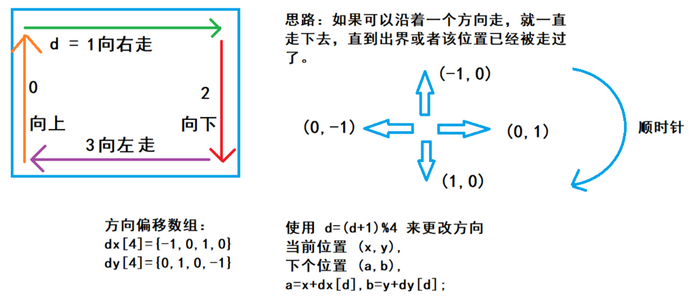 d = 1向右走
0
向上
2
向下
3向左走
思路：如果可以沿着一个方向走，就一直
走下去，直到出界或者该位置已经被走过
了。
(-1,0)
(0,-1)
(0,1)
(1,0)
顺时针
方向偏移数组：
dx[4]={-1,0,1,0}
dy[4]={0,1,0,-1}
使用 d=(d+1)%4 来更改方向
当前位置 (x,y),
下个位置 (a,b),
a=x+dx[d],b=y+dy[d];